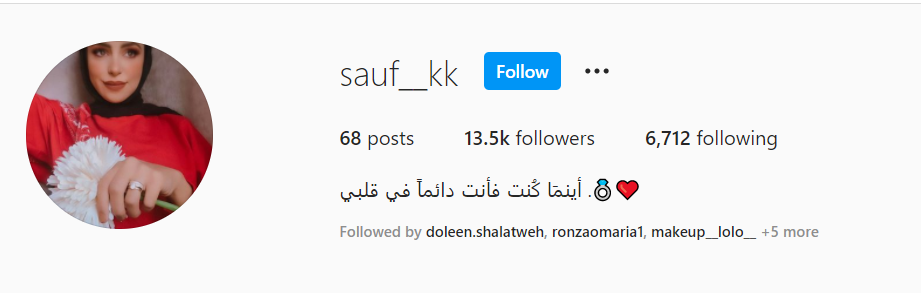 sauf__kk Follow
68 posts 13.5k followers 6,712 following
أينمَا كُنت فأنت دائماً في قلبي .💍❤️
Followed by doleen.shalatweh, ronzaomaria1, makeup__lolo__ +5 more